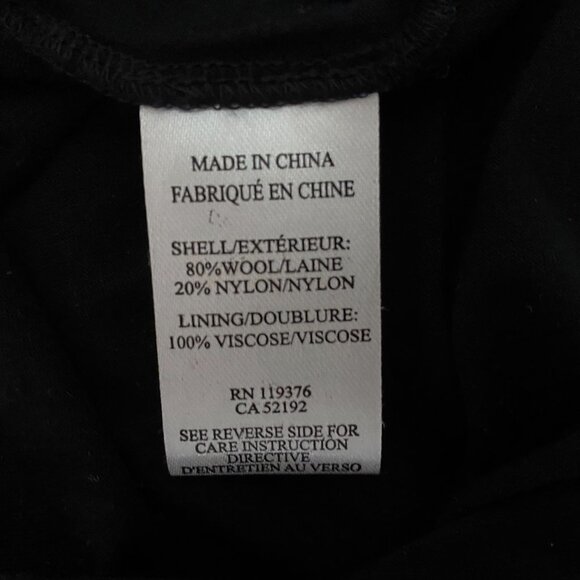 MADE IN CHINA
FABRIQUÉ EN CHINE
SHELL/EXTÉRIEUR:
80%WOOL/LAINE
20% NYLON/NYLON
LINING/DOUBLURE:
100% VISCOSE/VISCOSE
RN 119376
CA 52192
SEE REVERSE SIDE FOR
CARE INSTRUCTION
DIRECTIVE
D'ENTRETIEN AU VERSO